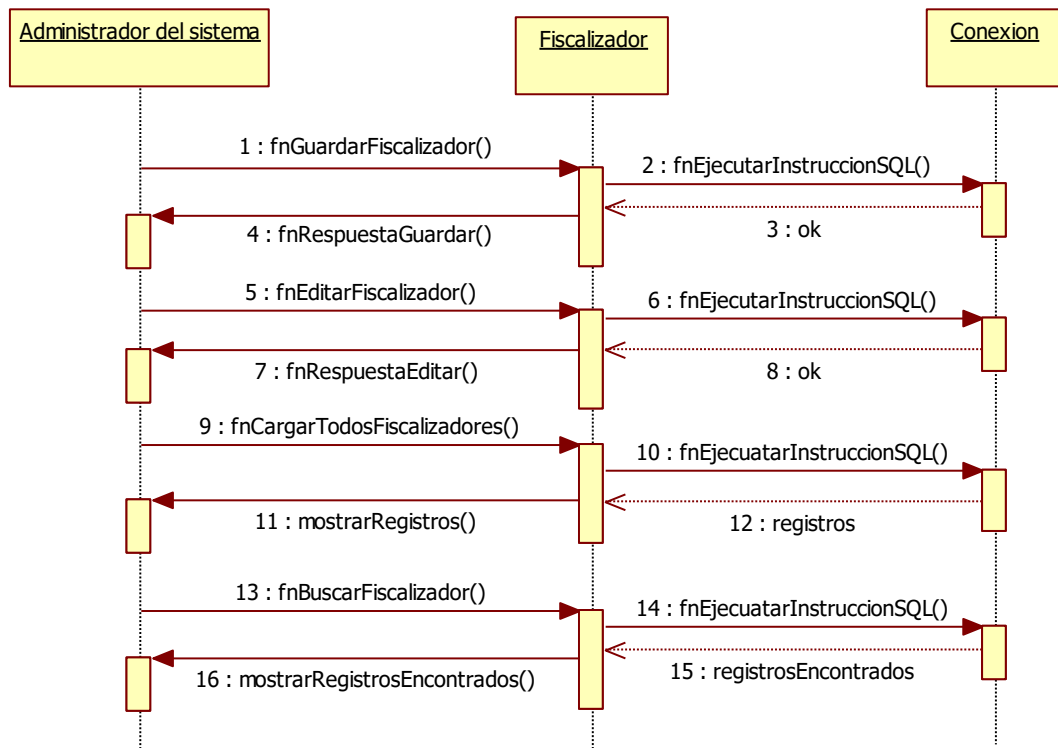 Administrador del sistema
Fiscalizador
Conexion
1 : fnGuardarFiscalizador()
2 : fnEjecutarInstruccionSQL()
3 : ok
4 : fnRespuestaGuardar()
5 : fnEditarFiscalizador()
6 : fnEjecutarInstruccionSQL()
7 : fnRespuestaEditar()
8 : ok
9 : fnCargarTodosFiscalizadores()
10 : fnEjecuatarInstruccionSQL()
11 : mostrarRegistros()
12 : registros
13 : fnBuscarFiscalizador()
14 : fnEjecuatarInstruccionSQL()
15 : registrosEncontrados
16 : mostrarRegistrosEncontrados()